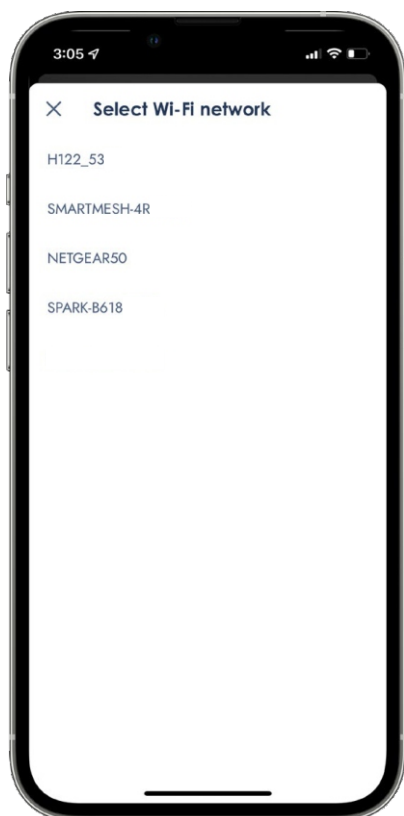 3:05
Select Wi-Fi network
H122_53
SMARTMESH-4R
NETGEAR50
SPARK-B618